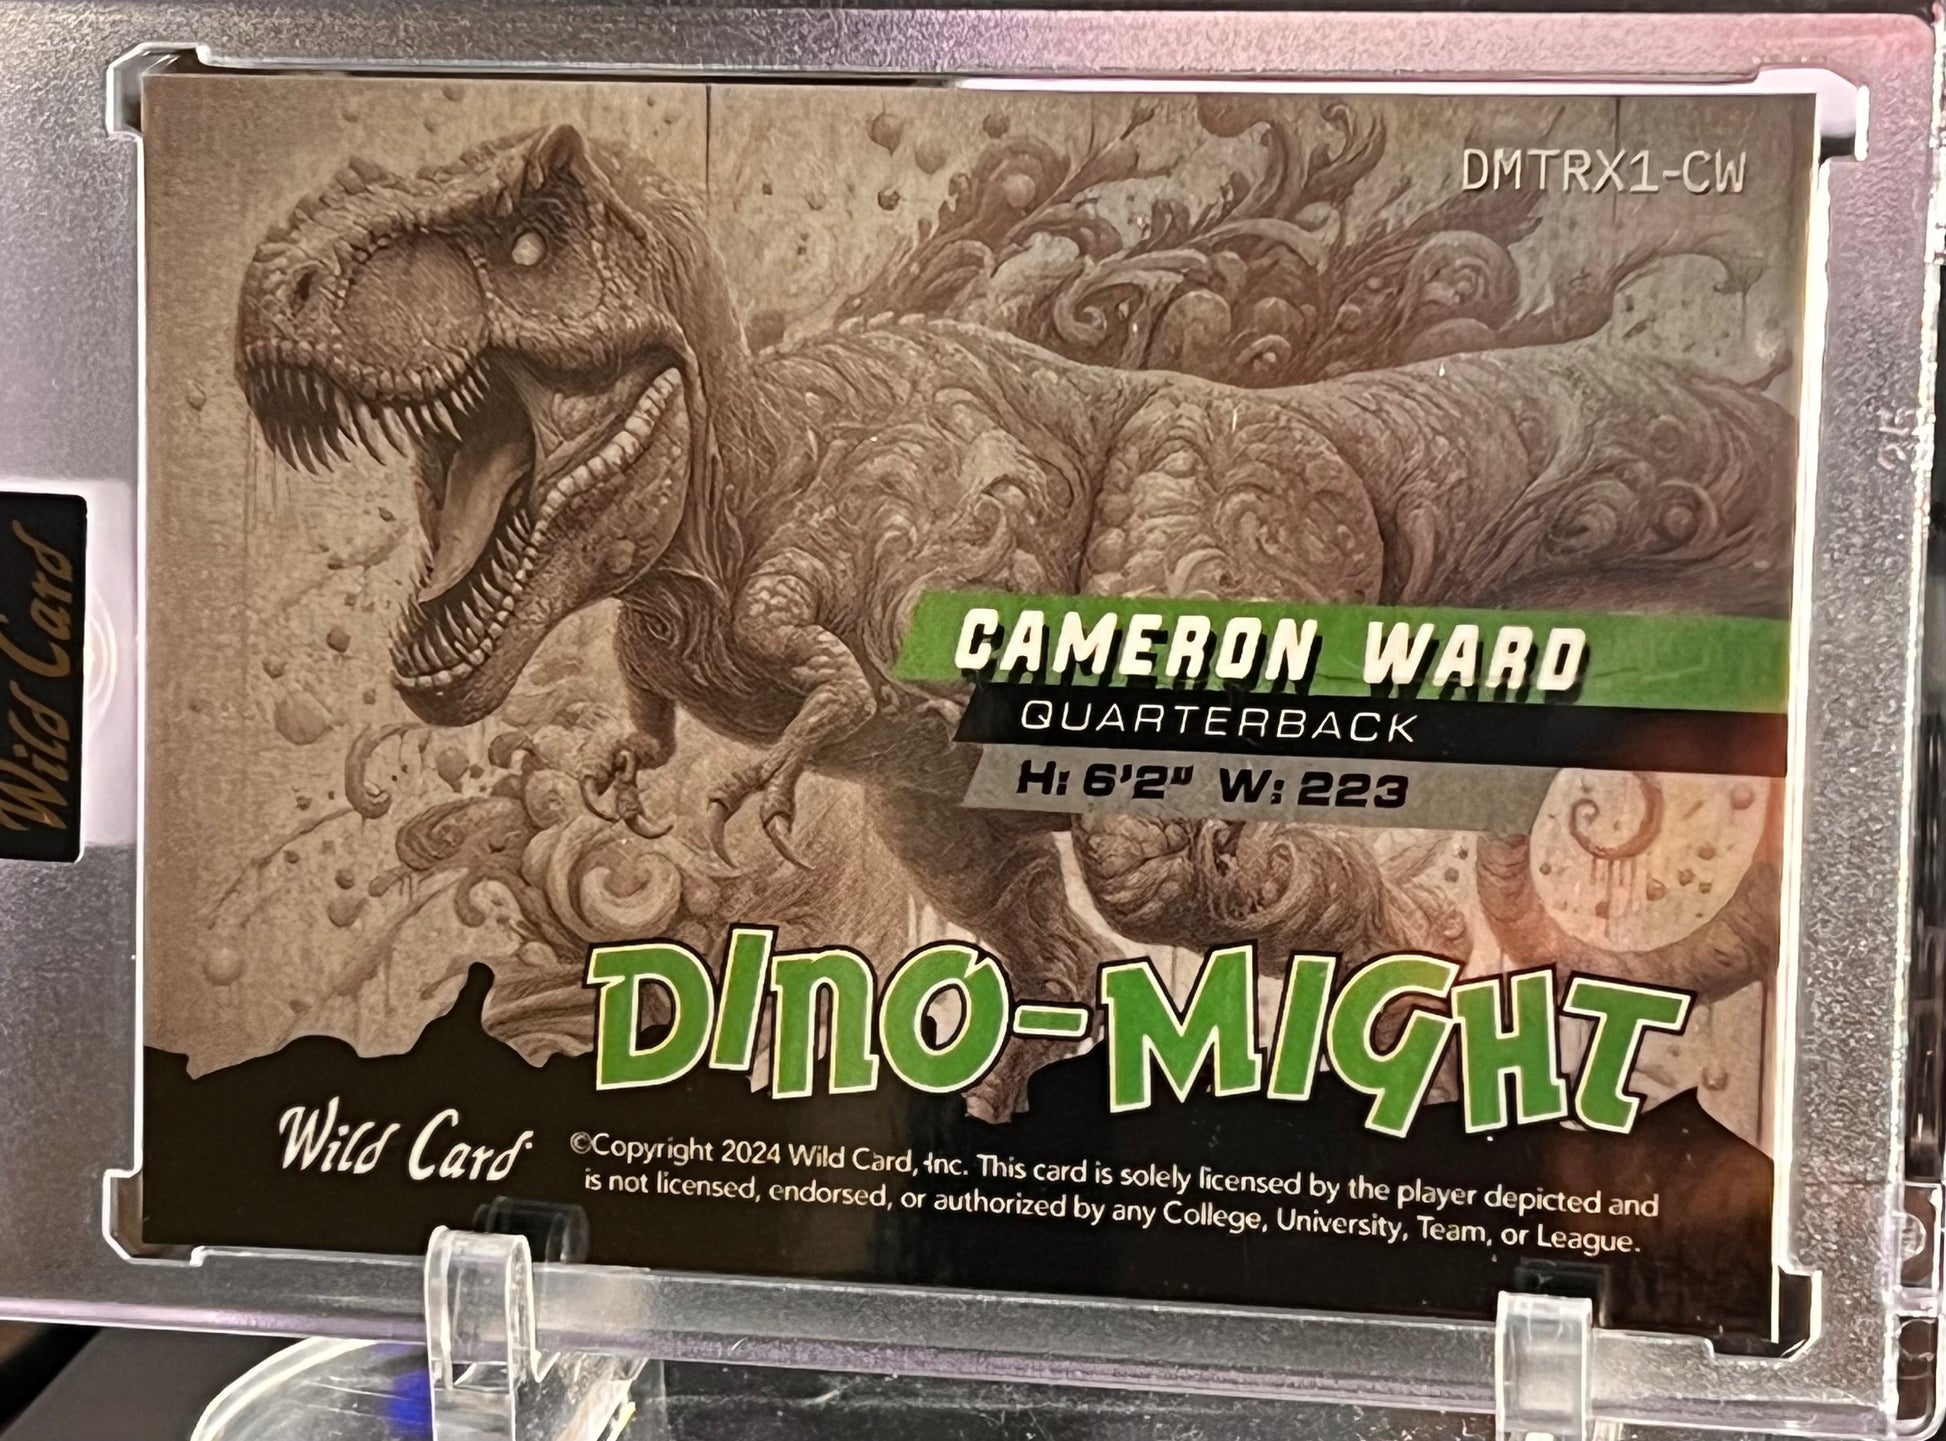 DMTRX1-CW
Wild Card
CAMERON WARD
QUARTERBACK
H: 6'2" W: 223
DINO-MIGHT
Wild Card
©Copyright 2024 Wild Card, Inc. This card is solely licensed by the player depicted and
is not licensed, endorsed, or authorized by any College, University, Team, or League.